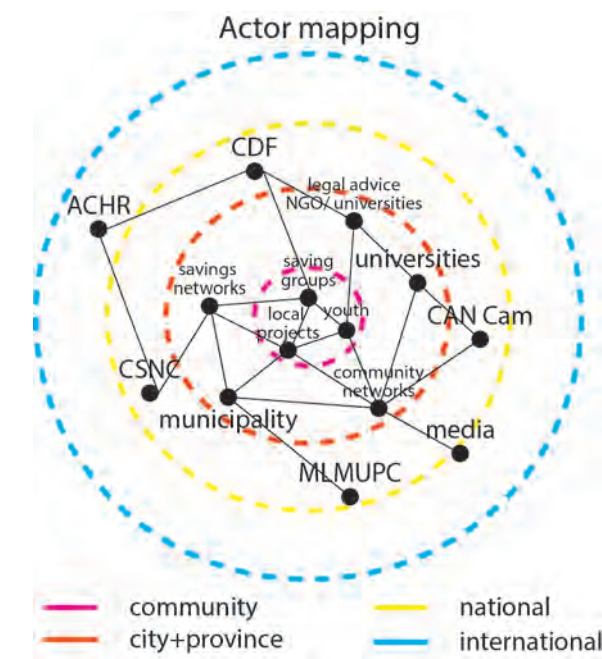 Actor mapping
CDF
legal advice
NGO/ universities
ACHR
universities
saving
groups
savings
networks
local
projects
youth
CAN Cam
CSNC
community
networks
municipality
media
MLMUPC
community
national
city+province
international